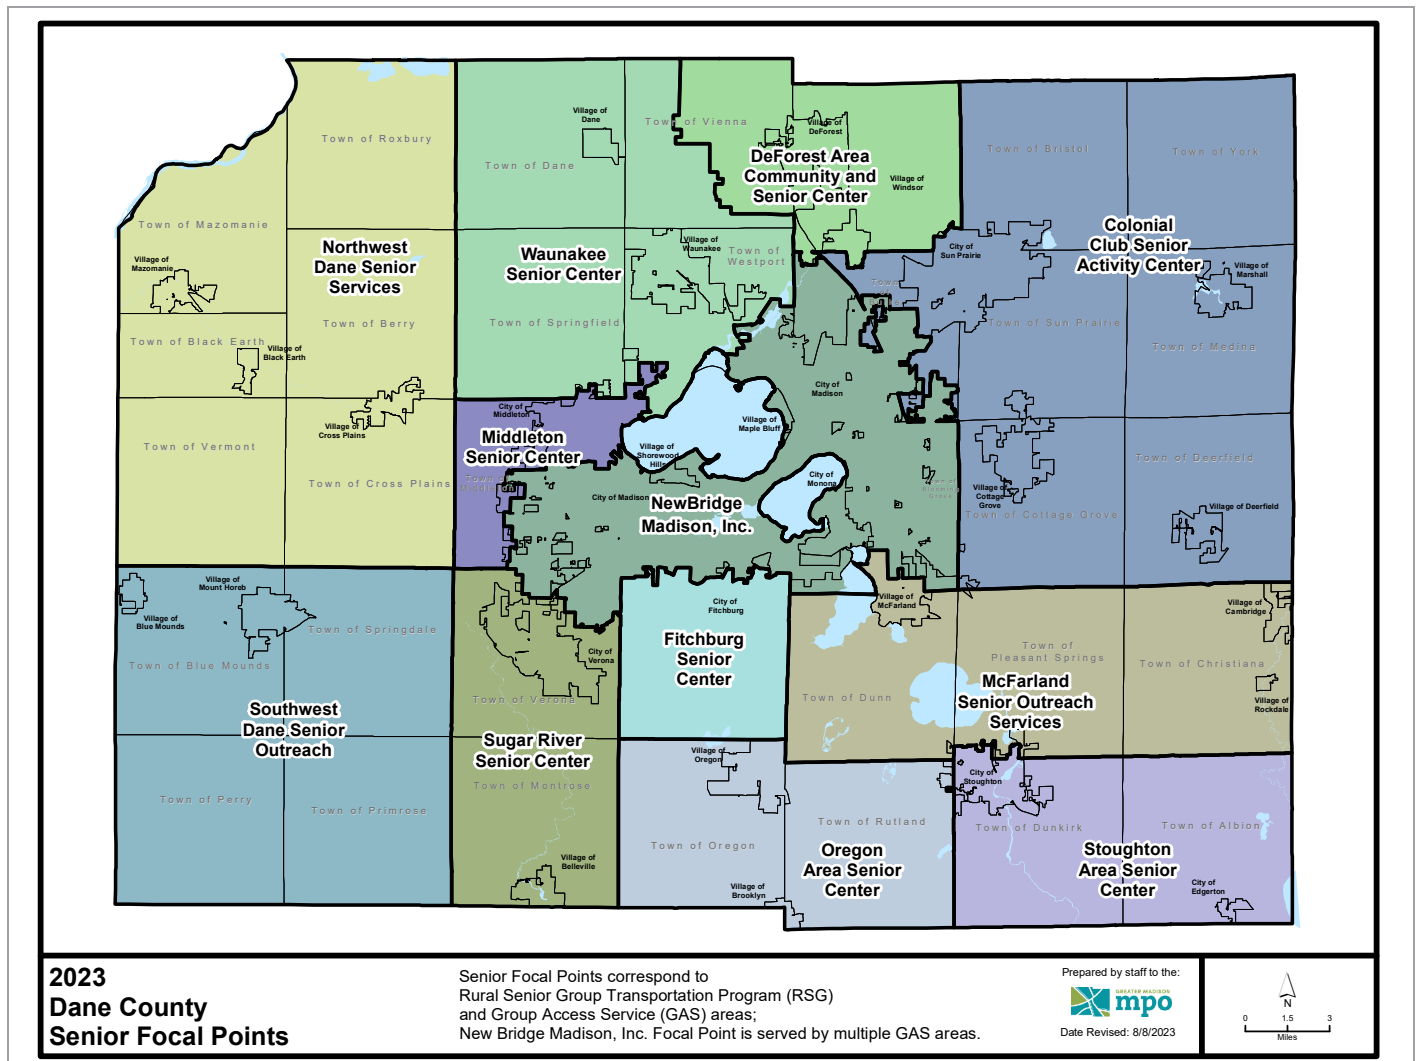 Village of
Dane
Town of Vienna
Village of
DeForest
Town of Roxbury
Town of Dane
DeForest Area
Community and
Senior Center
Village of
Windsor
Town of Bristol
Town of York
Town of Mazomanie
Northwest
Dane Senior
Services
Waunakee
Senior Center
Village of
Waunakee
Town of
Westport
City of
Sun Prairie
Colonial
Club Senior
Activity Center
Village of
Mazomanie
Village of
Marshall
Town
Town of Berry
Town of Springfield
Town of Sun Prairie
Town of Black Earth
Village of
Black Earth
Town of Medina
City of
Madison
City of
Middleton
Village of
Maple Bluff
Village of
Cross Plains
Middleton
Senior Center
Town of Vermont
Village of
Shorewood
Hills
Town of Deerfield
Town of Cross Plains
Town of
City of
Monona
Town of
Blooming
Grove
Village of
Cottage
Grove
City of Madison
NewBridge
Madison, Inc.
Town of Cottage Grove
Village of Deerfield
Village of
Mount Horeb
Village of
Blue Mounds
Town of Springdale
Town of Blue Mounds
City of
Fitchburg
Village of
McFarland
Village of
Cambridge
Fitchburg
Senior
Center
City of
Verona
Town of
Pleasant Springs
Town of Christiana
Town of Verona
Town of Dunn
McFarland
Senior Outreach
Services
Village of
Rockdale
Southwest
Dane Senior
Outreach
Sugar River
Senior Center
Village of
Oregon
City of
Stoughton
Town of Montrose
Town of Perry
Town of Primrose
Town of Rutland
Town of Dunkirk
Town of Albion
Town of Oregon
Oregon
Area Senior
Center
Stoughton
Area Senior
Center
Village of
Belleville
Village of
Brooklyn
City of
Edgerton
2023
Dane County
Senior Focal Points
Senior Focal Points correspond to
Rural Senior Group Transportation Program (RSG)
and Group Access Service (GAS) areas;
New Bridge Madison, Inc. Focal Point is served by multiple GAS areas.
Prepared by staff to the:
GREATER MADISON
mpo
Date Revised: 8/8/2023
N
0 1.5 3
Miles